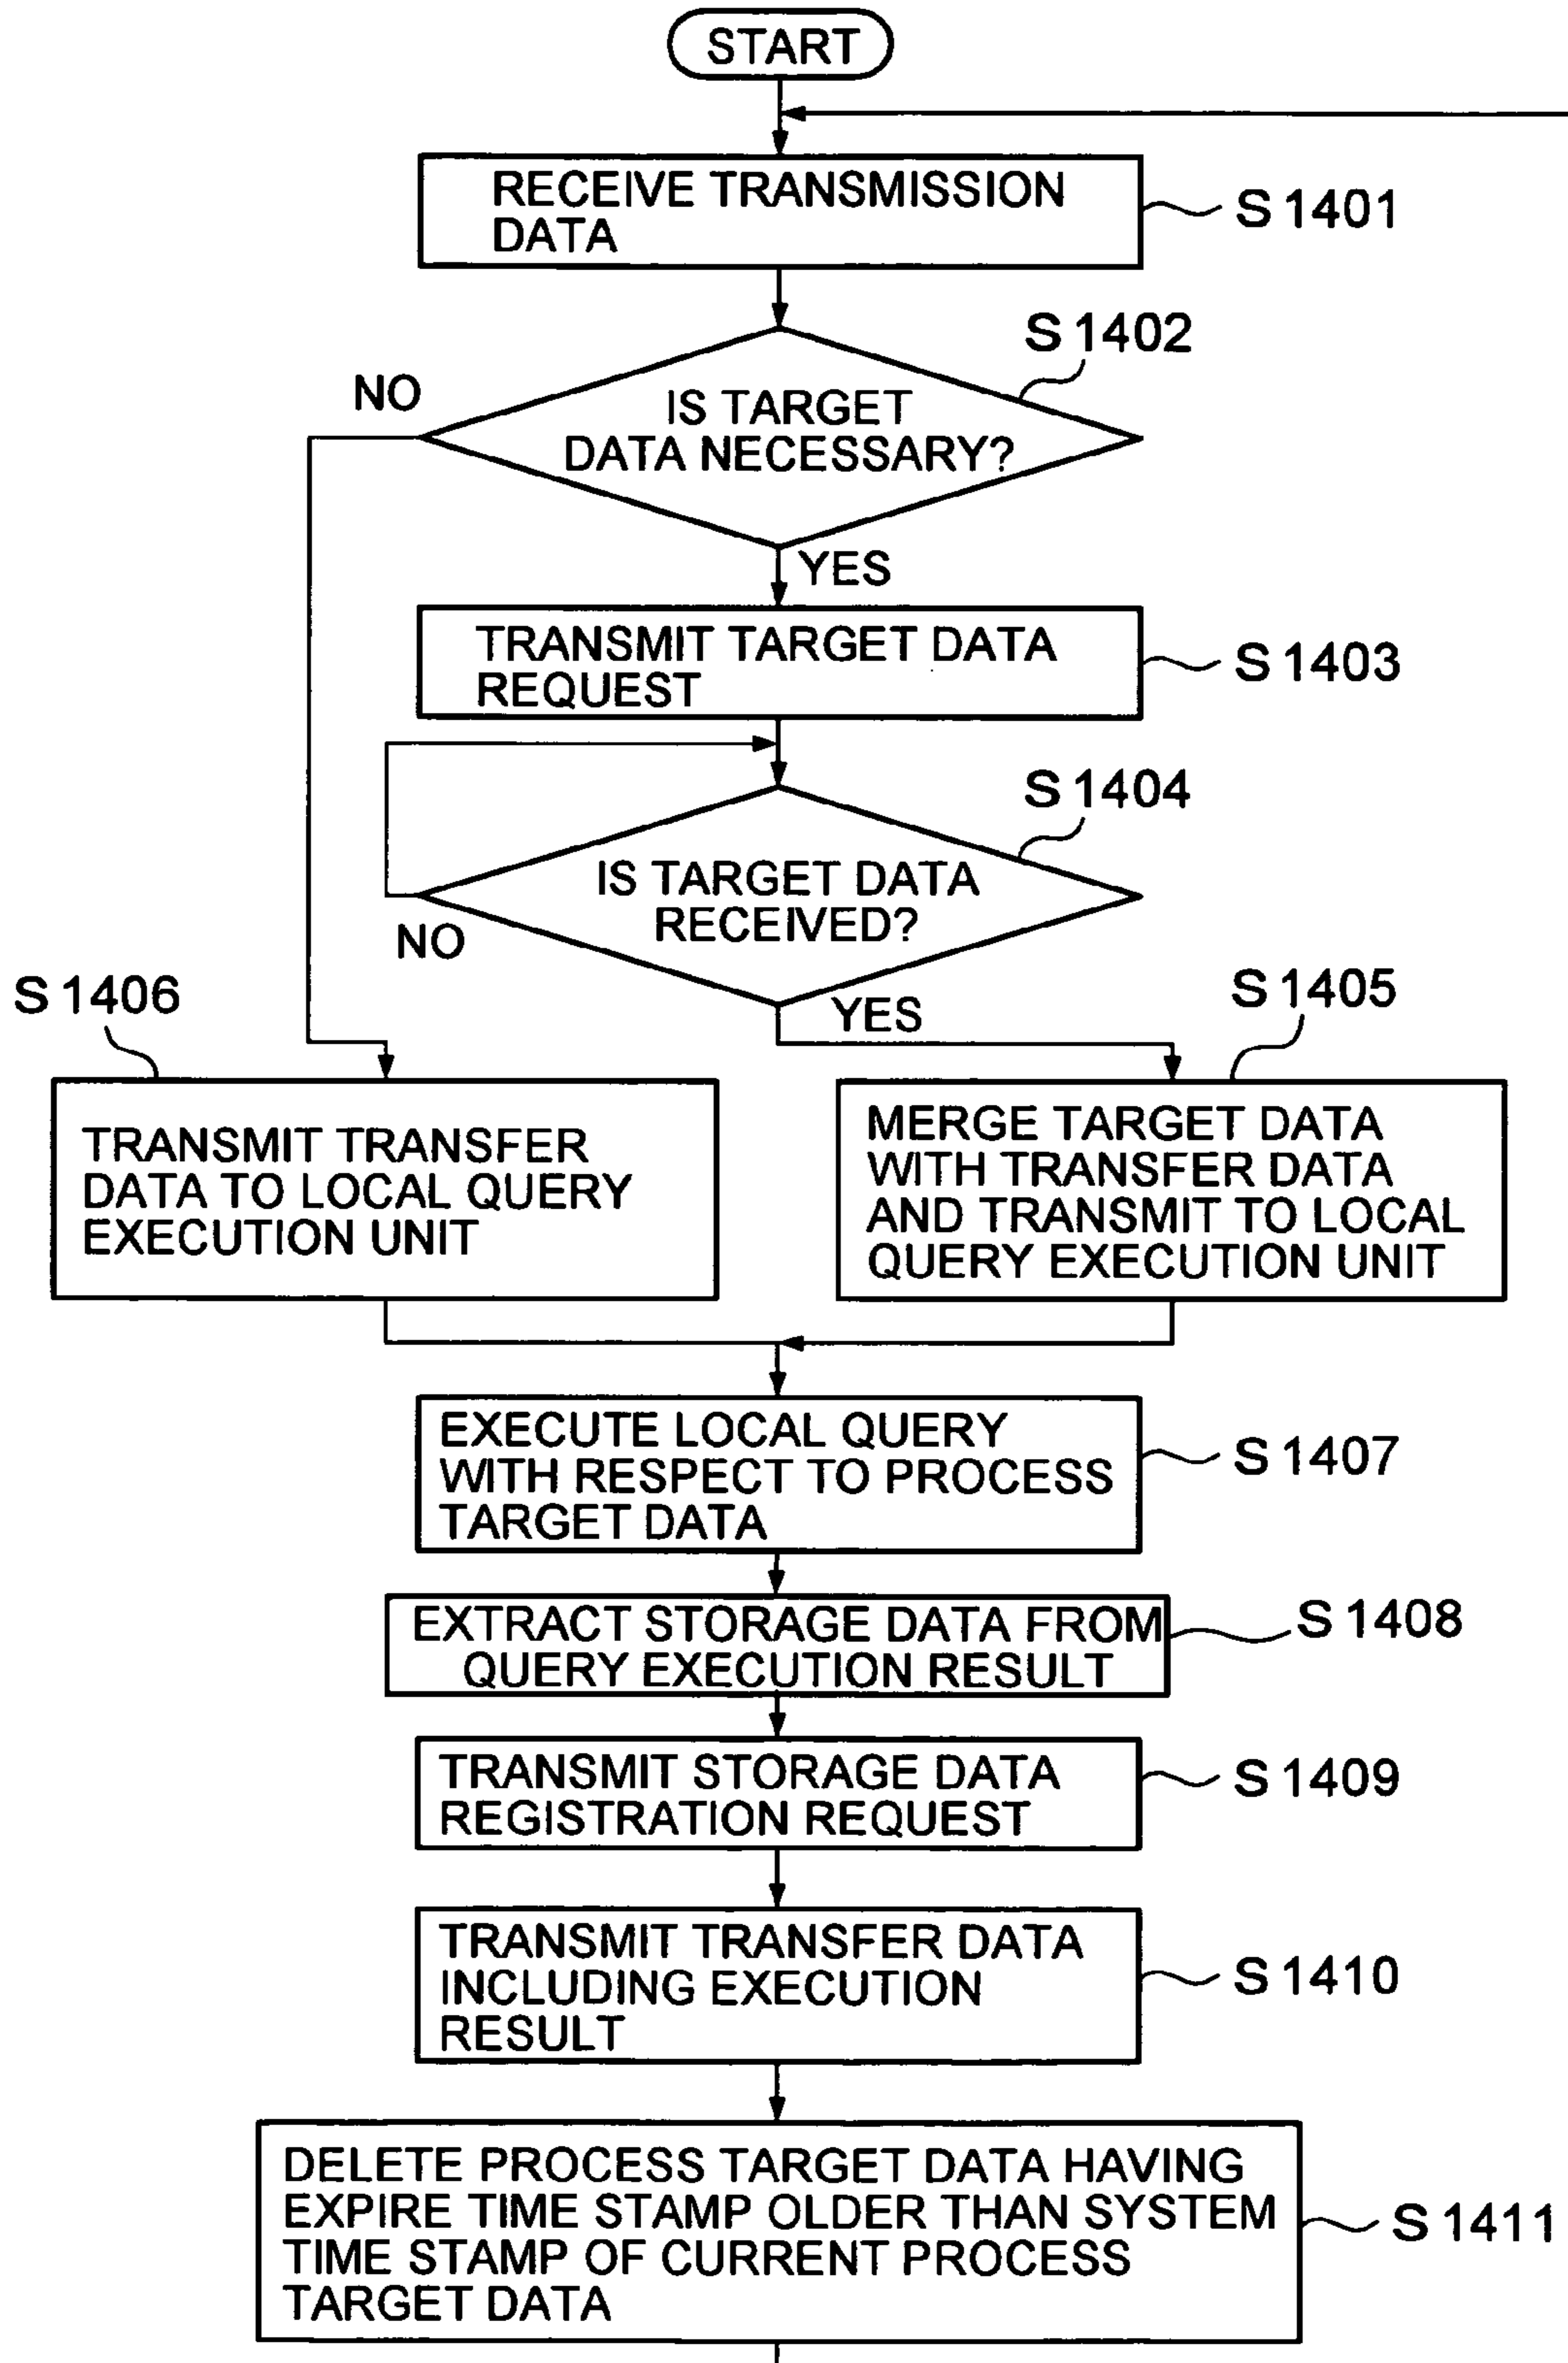 START
RECEIVE TRANSMISSION
DATA
S 1401
S 1402
NO
IS TARGET
DATA NECESSARY?
YES
TRANSMIT TARGET DATA
REQUEST
S 1403
S 1404
IS TARGET DATA
RECEIVED?
NO
YES
S 1406
S 1405
TRANSMIT TRANSFER
DATA TO LOCAL QUERY
EXECUTION UNIT
MERGE TARGET DATA
WITH TRANSFER DATA
AND TRANSMIT TO LOCAL
QUERY EXECUTION UNIT
EXECUTE LOCAL QUERY
WITH RESPECT TO PROCESS
TARGET DATA
S 1407
EXTRACT STORAGE DATA FROM
QUERY EXECUTION RESULT
S 1408
TRANSMIT STORAGE DATA
REGISTRATION REQUEST
S 1409
TRANSMIT TRANSFER DATA
INCLUDING EXECUTION
RESULT
S 1410
DELETE PROCESS TARGET DATA HAVING
EXPIRE TIME STAMP OLDER THAN SYSTEM
TIME STAMP OF CURRENT PROCESS
TARGET DATA
S 1411